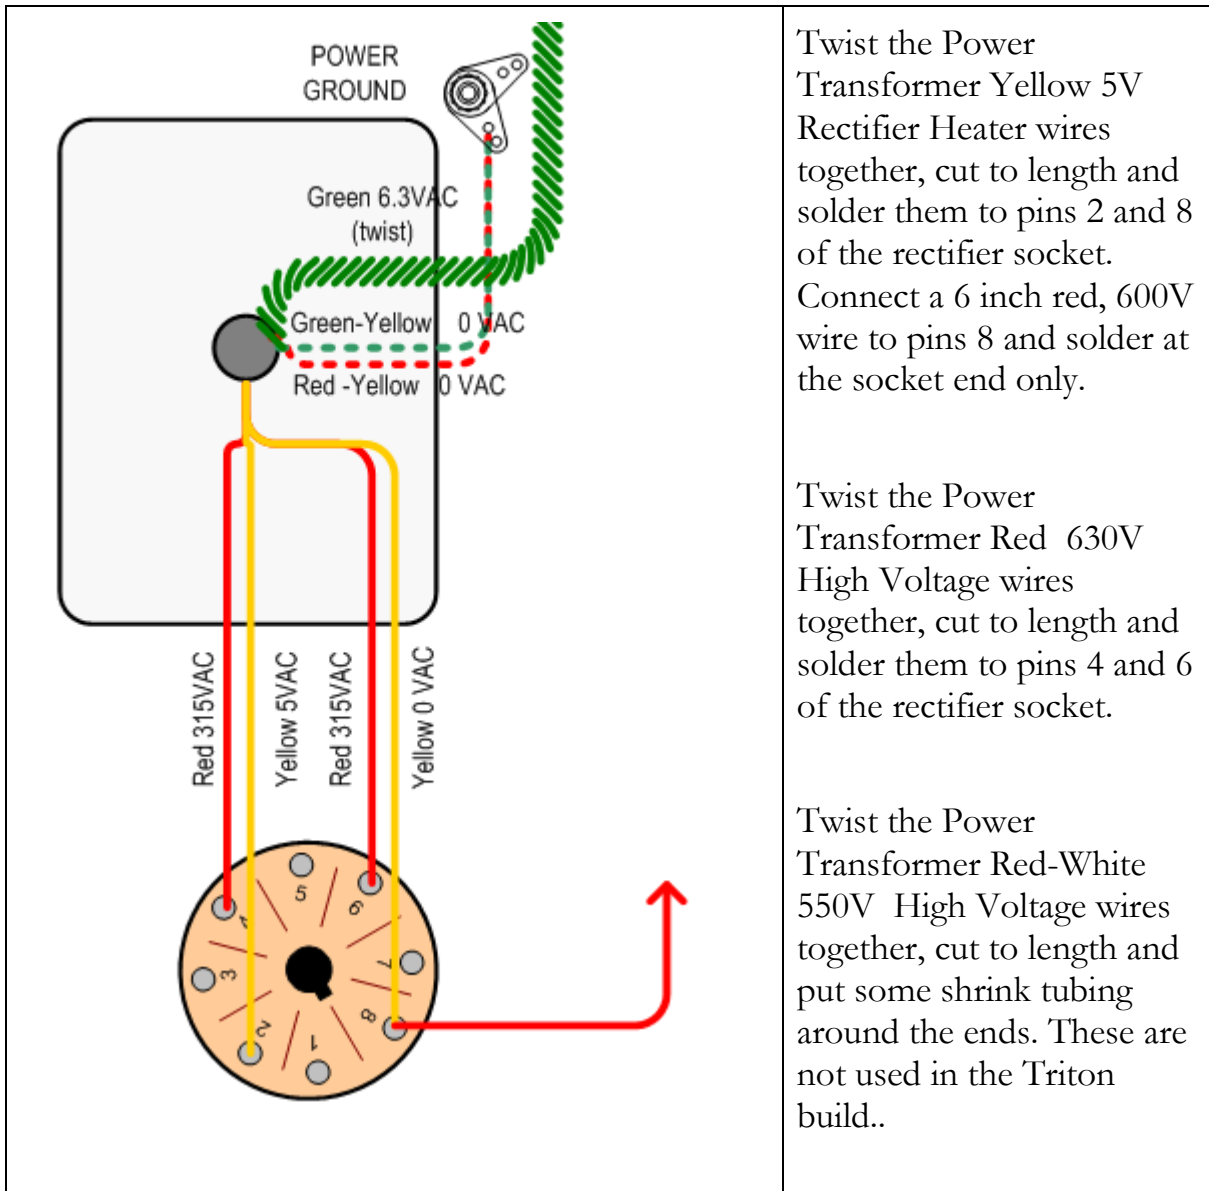 POWER
GROUND
Green 6.3VAC
(twist)
Green-Yellow 0 VAC
Red -Yellow 0 VAC
Red 315VAC
Yellow 5VAC
Red 315VAC
Yellow 0 VAC
5
4
6
3
7
2
8
1
Twist the Power
Transformer Yellow 5V
Rectifier Heater wires
together, cut to length and
solder them to pins 2 and 8
of the rectifier socket.
Connect a 6 inch red, 600V
wire to pins 8 and solder at
the socket end only.
Twist the Power
Transformer Red 630V
High Voltage wires
together, cut to length and
solder them to pins 4 and 6
of the rectifier socket.
Twist the Power
Transformer Red-White
550V High Voltage wires
together, cut to length and
put some shrink tubing
around the ends. These are
not used in the Triton
build..